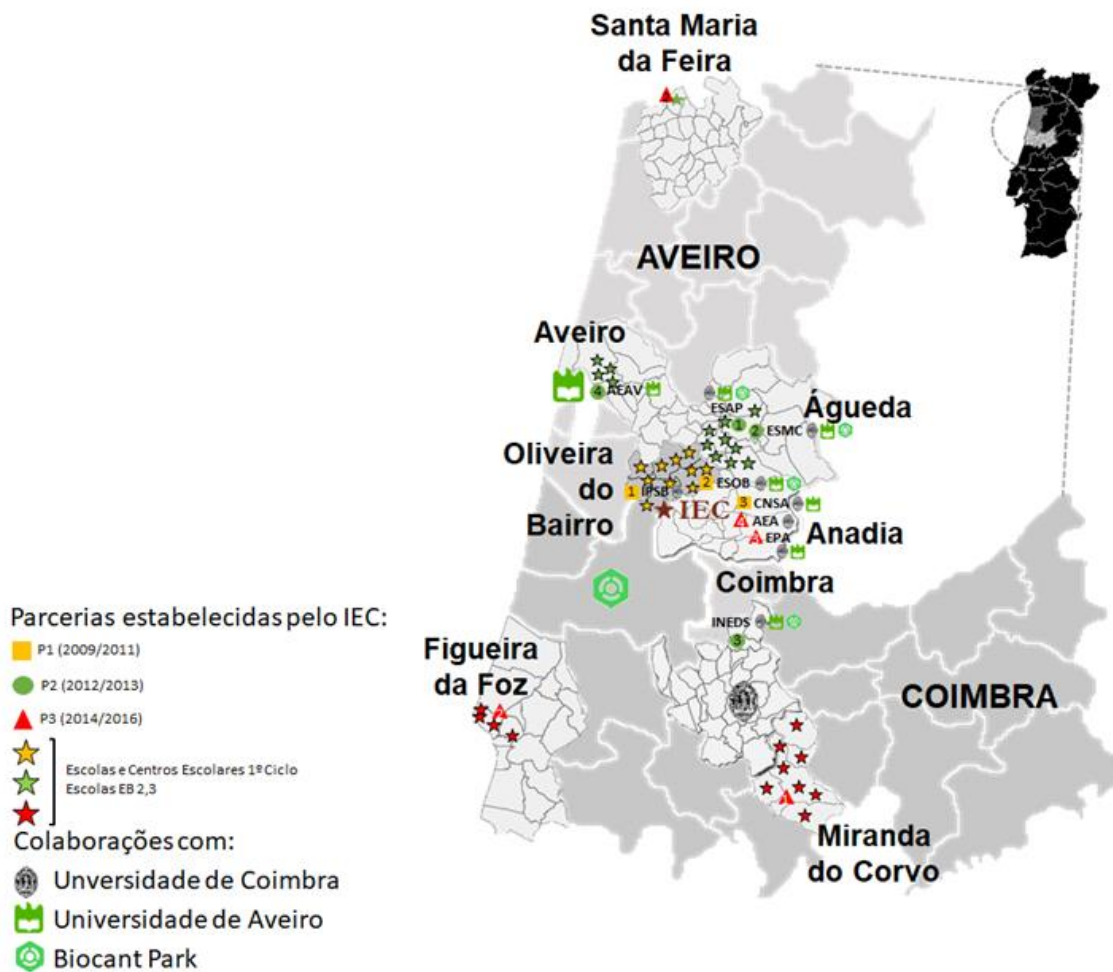 Santa Maria
da Feira
AVEIRO
Aveiro
4 AEAV
ESAP
Águeda
1
2 ESMC
Oliveira
do
Bairro
1 IPSB
2 ESOB
3 CNSA
IEC
AEA
EPA
Anadia
Coimbra
INEDS
3
Parcerias estabelecidas pelo IEC:
P1 (2009/2011)
P2 (2012/2013)
P3 (2014/2016)
Escolas e Centros Escolares 1º Ciclo
Escolas EB 2,3
Colaborações com:
Unversidade de Coimbra
Universidade de Aveiro
Biocant Park
Figueira
da Foz
COIMBRA
Miranda
do Corvo